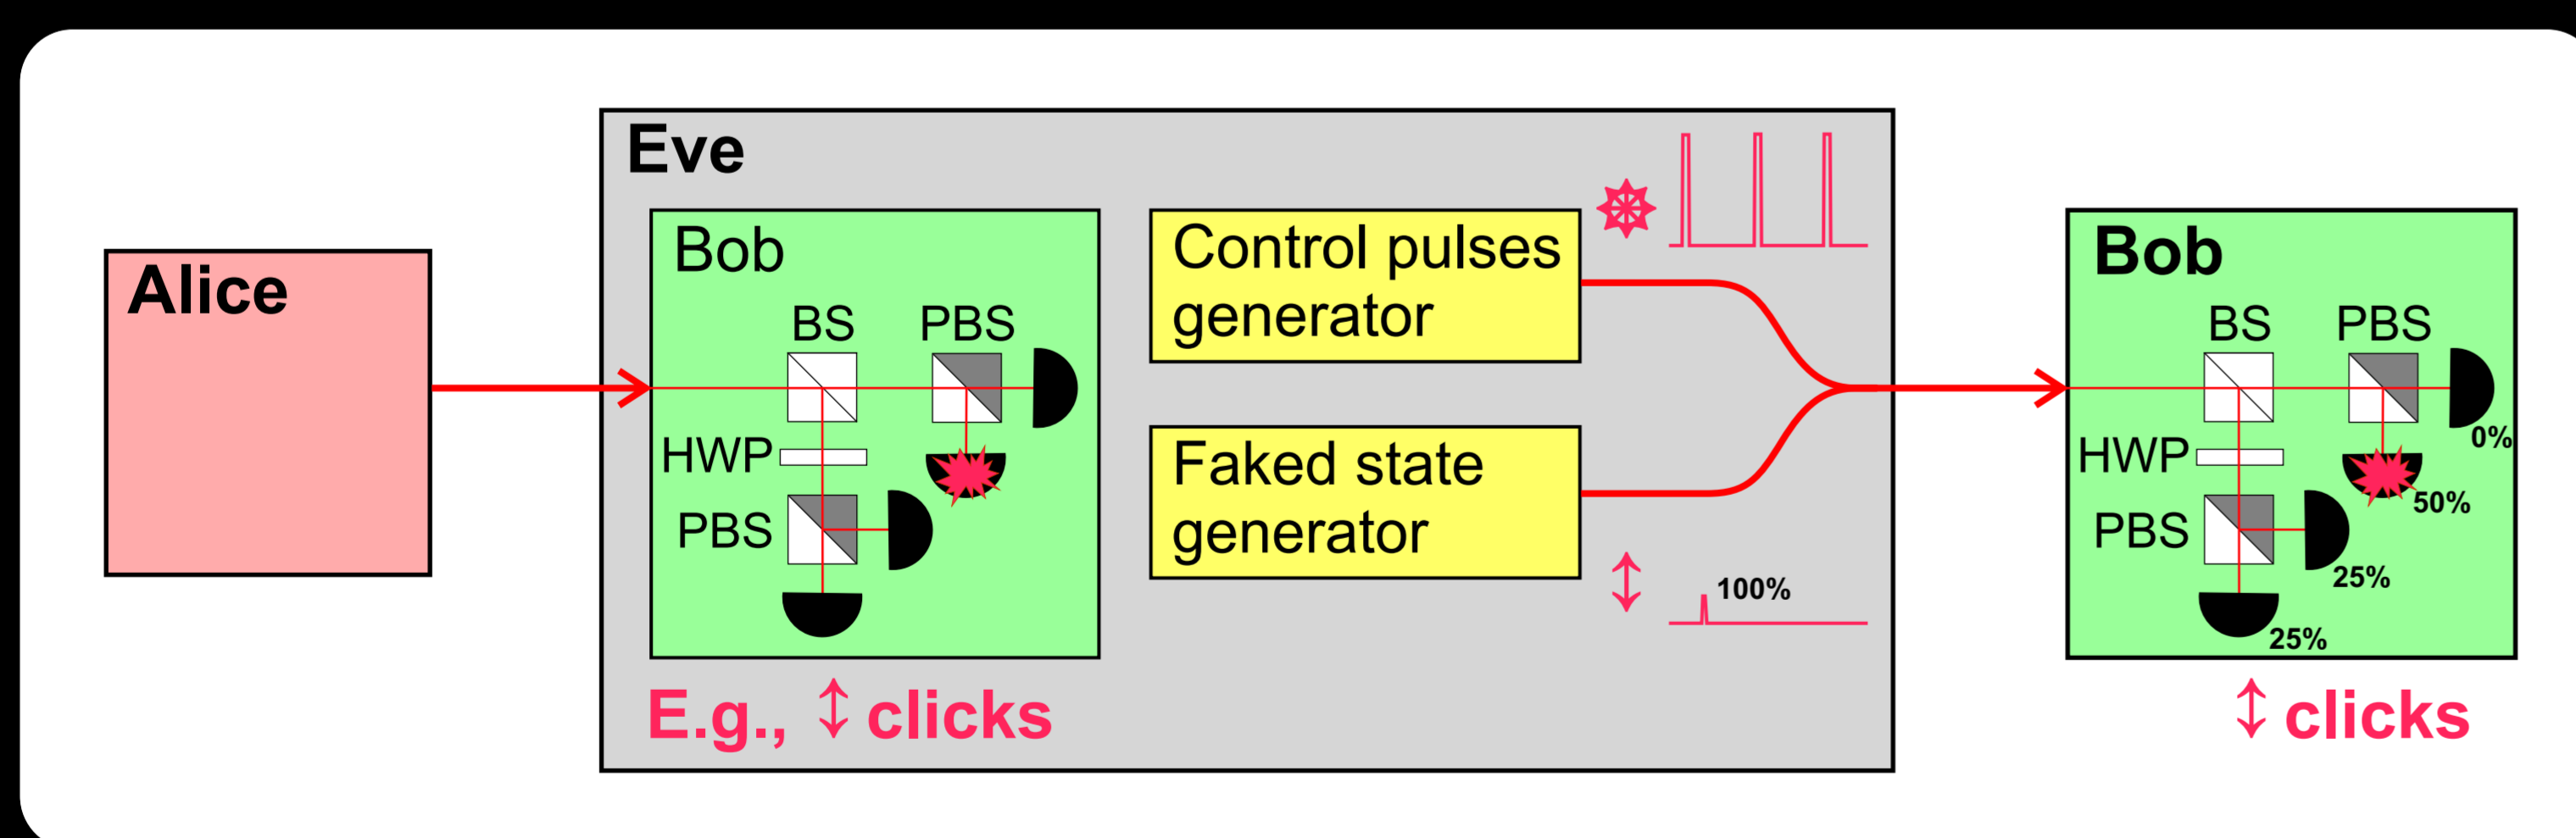 Alice
Eve
Bob
BS PBS
HWP
PBS
E.g., ↕ clicks
Control pulses
generator
Faked state
generator
100%
Bob
BS PBS
0%
HWP
50%
PBS
25%
25%
↕ clicks